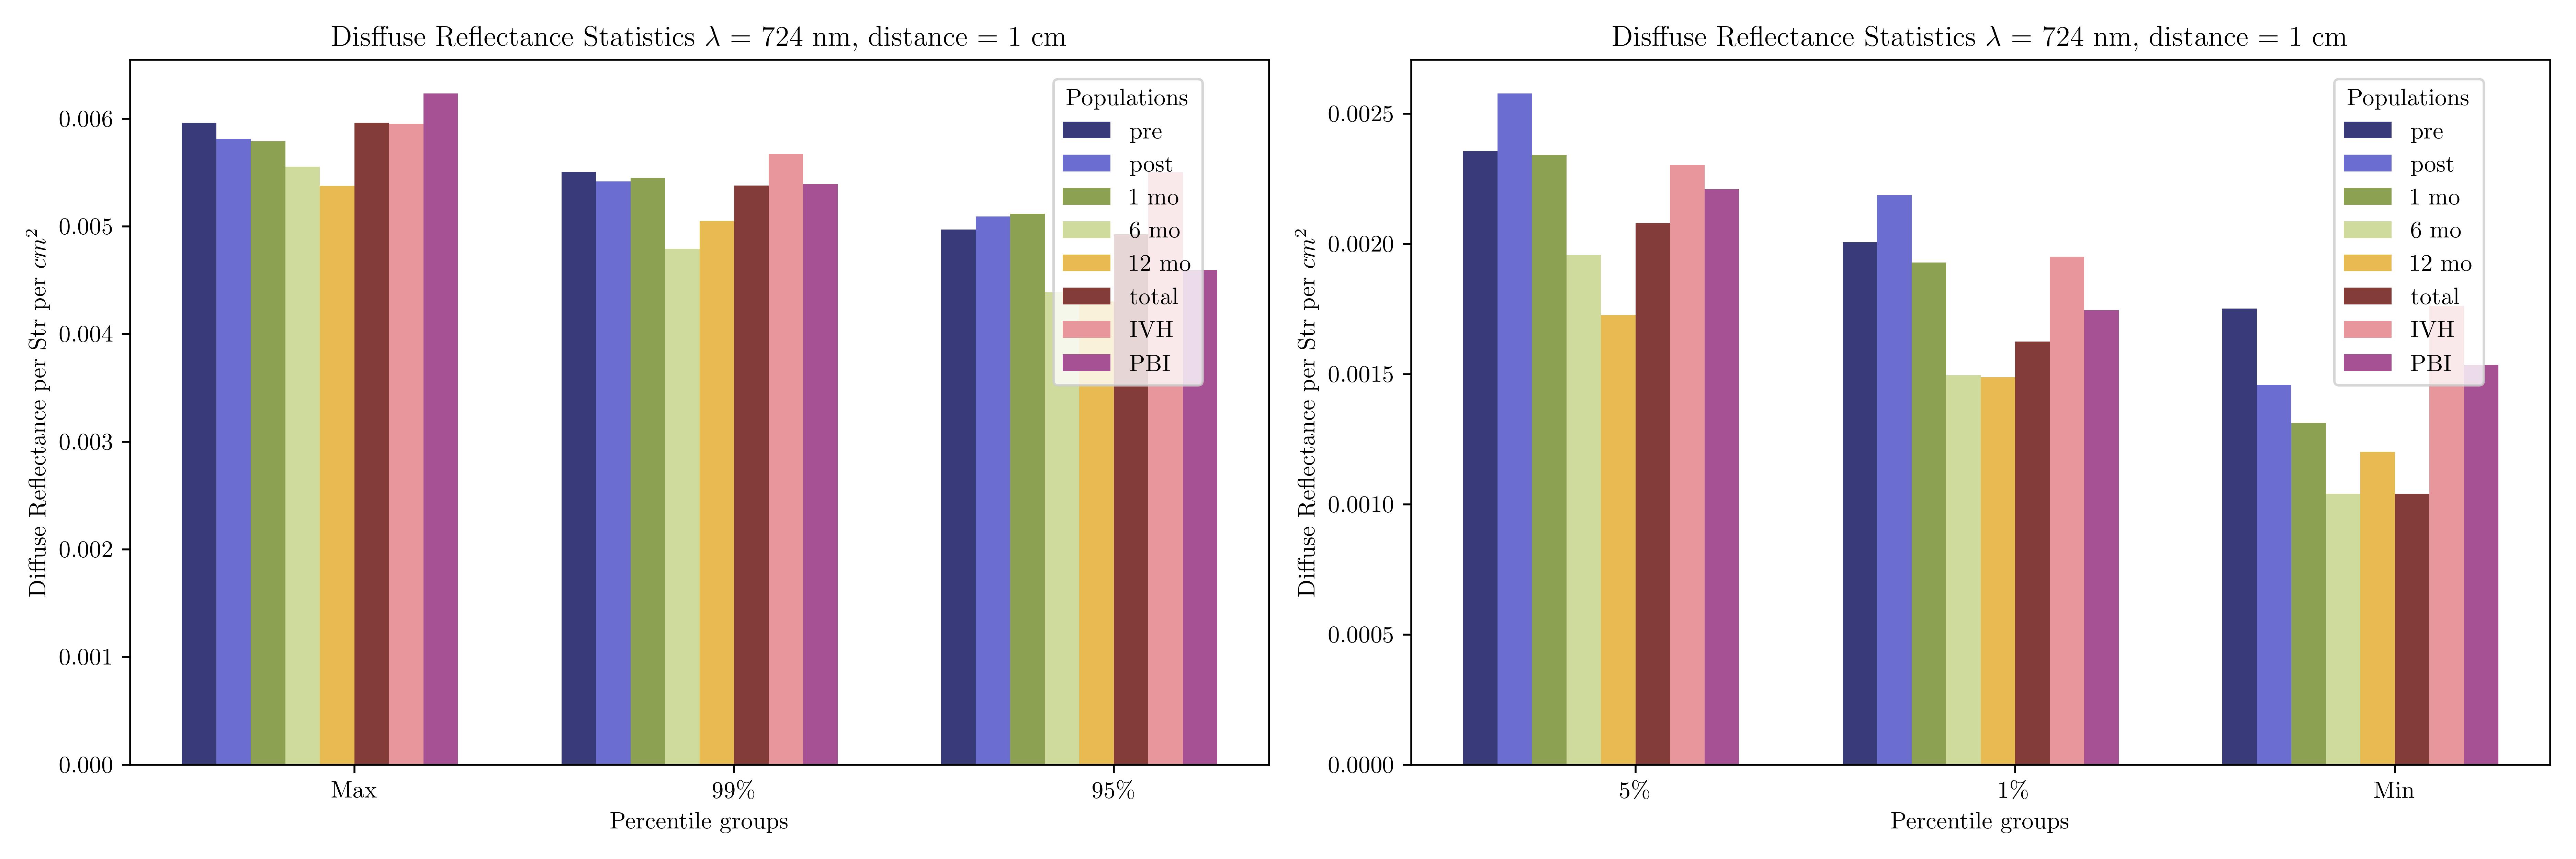 Disffuse Reflectance Statistics λ = 724 nm, distance = 1 cm
Diffuse Reflectance per Str per cm²
0.006
0.005
0.004
0.003
0.002
0.001
0.000
Populations
pre
post
1 mo
6 mo
12 mo
total
IVH
PBI
Max 99% 95%
Percentile groups
Disffuse Reflectance Statistics λ = 724 nm, distance = 1 cm
Diffuse Reflectance per Str per cm²
0.0025
0.0020
0.0015
0.0010
0.0005
0.0000
Populations
pre
post
1 mo
6 mo
12 mo
total
IVH
PBI
5% 1% Min
Percentile groups